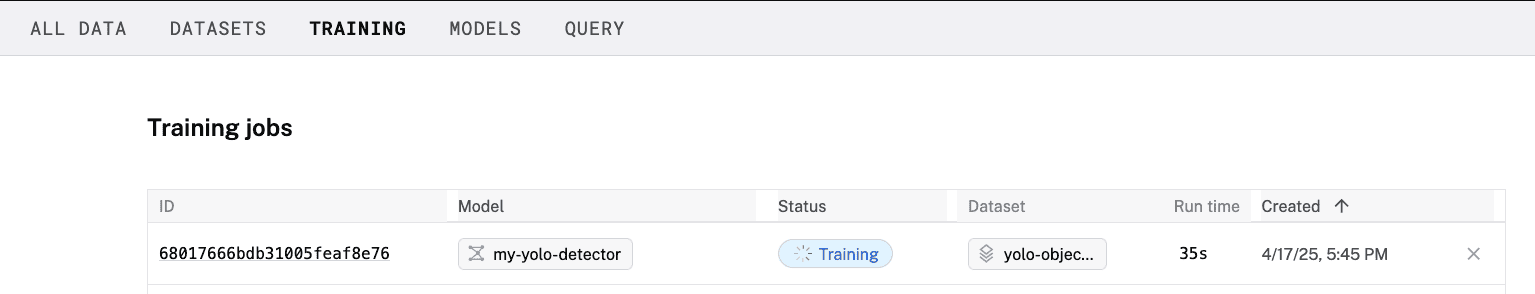 ALL DATA DATASETS TRAINING MODELS QUERY
Training jobs
ID Model Status Dataset Run time Created ↑
68017666bdb31005feaf8e76 my-yolo-detector Training yolo-objec... 35s 4/17/25, 5:45 PM